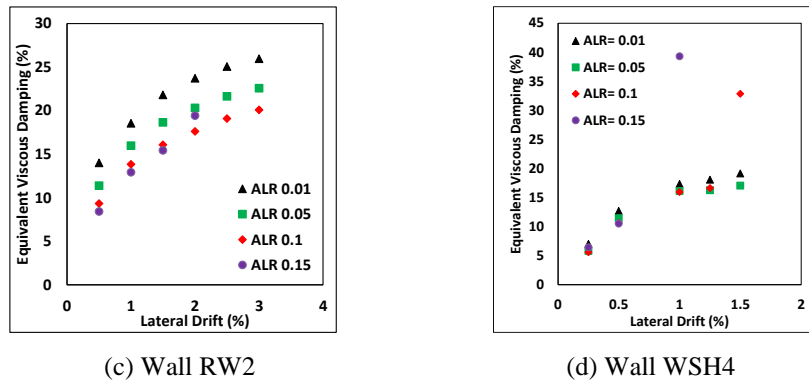 30
25
20
15
10
5
0
0 1 2 3 4
Equivalent Viscous Damping (%)
Lateral Drift (%)
ALR 0.01
ALR 0.05
ALR 0.1
ALR 0.15
(c) Wall RW2
45
40
35
30
25
20
15
10
5
0
0 0.5 1 1.5 2
Equivalent Viscous Damping (%)
Lateral Drift (%)
ALR= 0.01
ALR= 0.05
ALR= 0.1
ALR= 0.15
(d) Wall WSH4